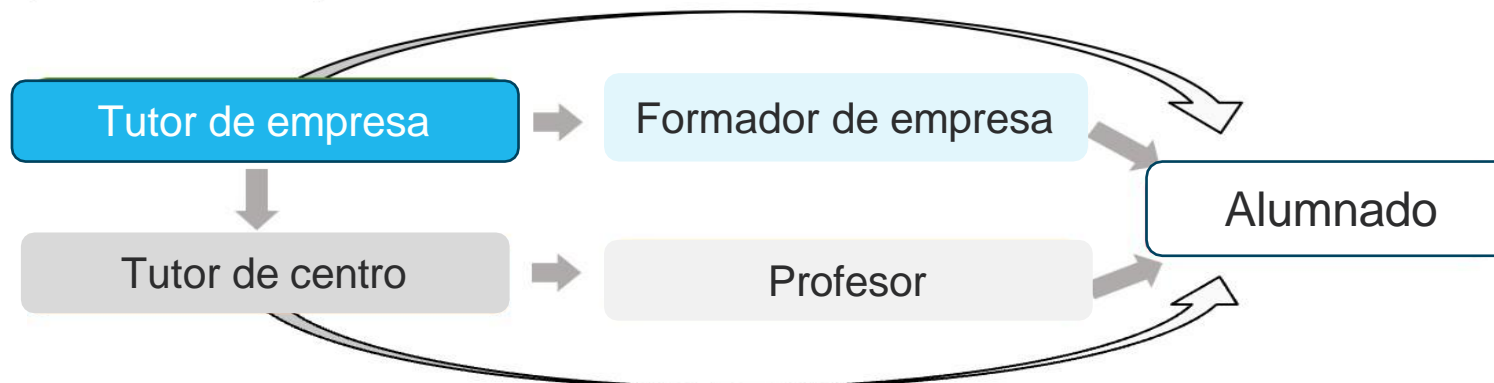 Tutor de empresa
Formador de empresa
Alumnado
Tutor de centro
Profesor